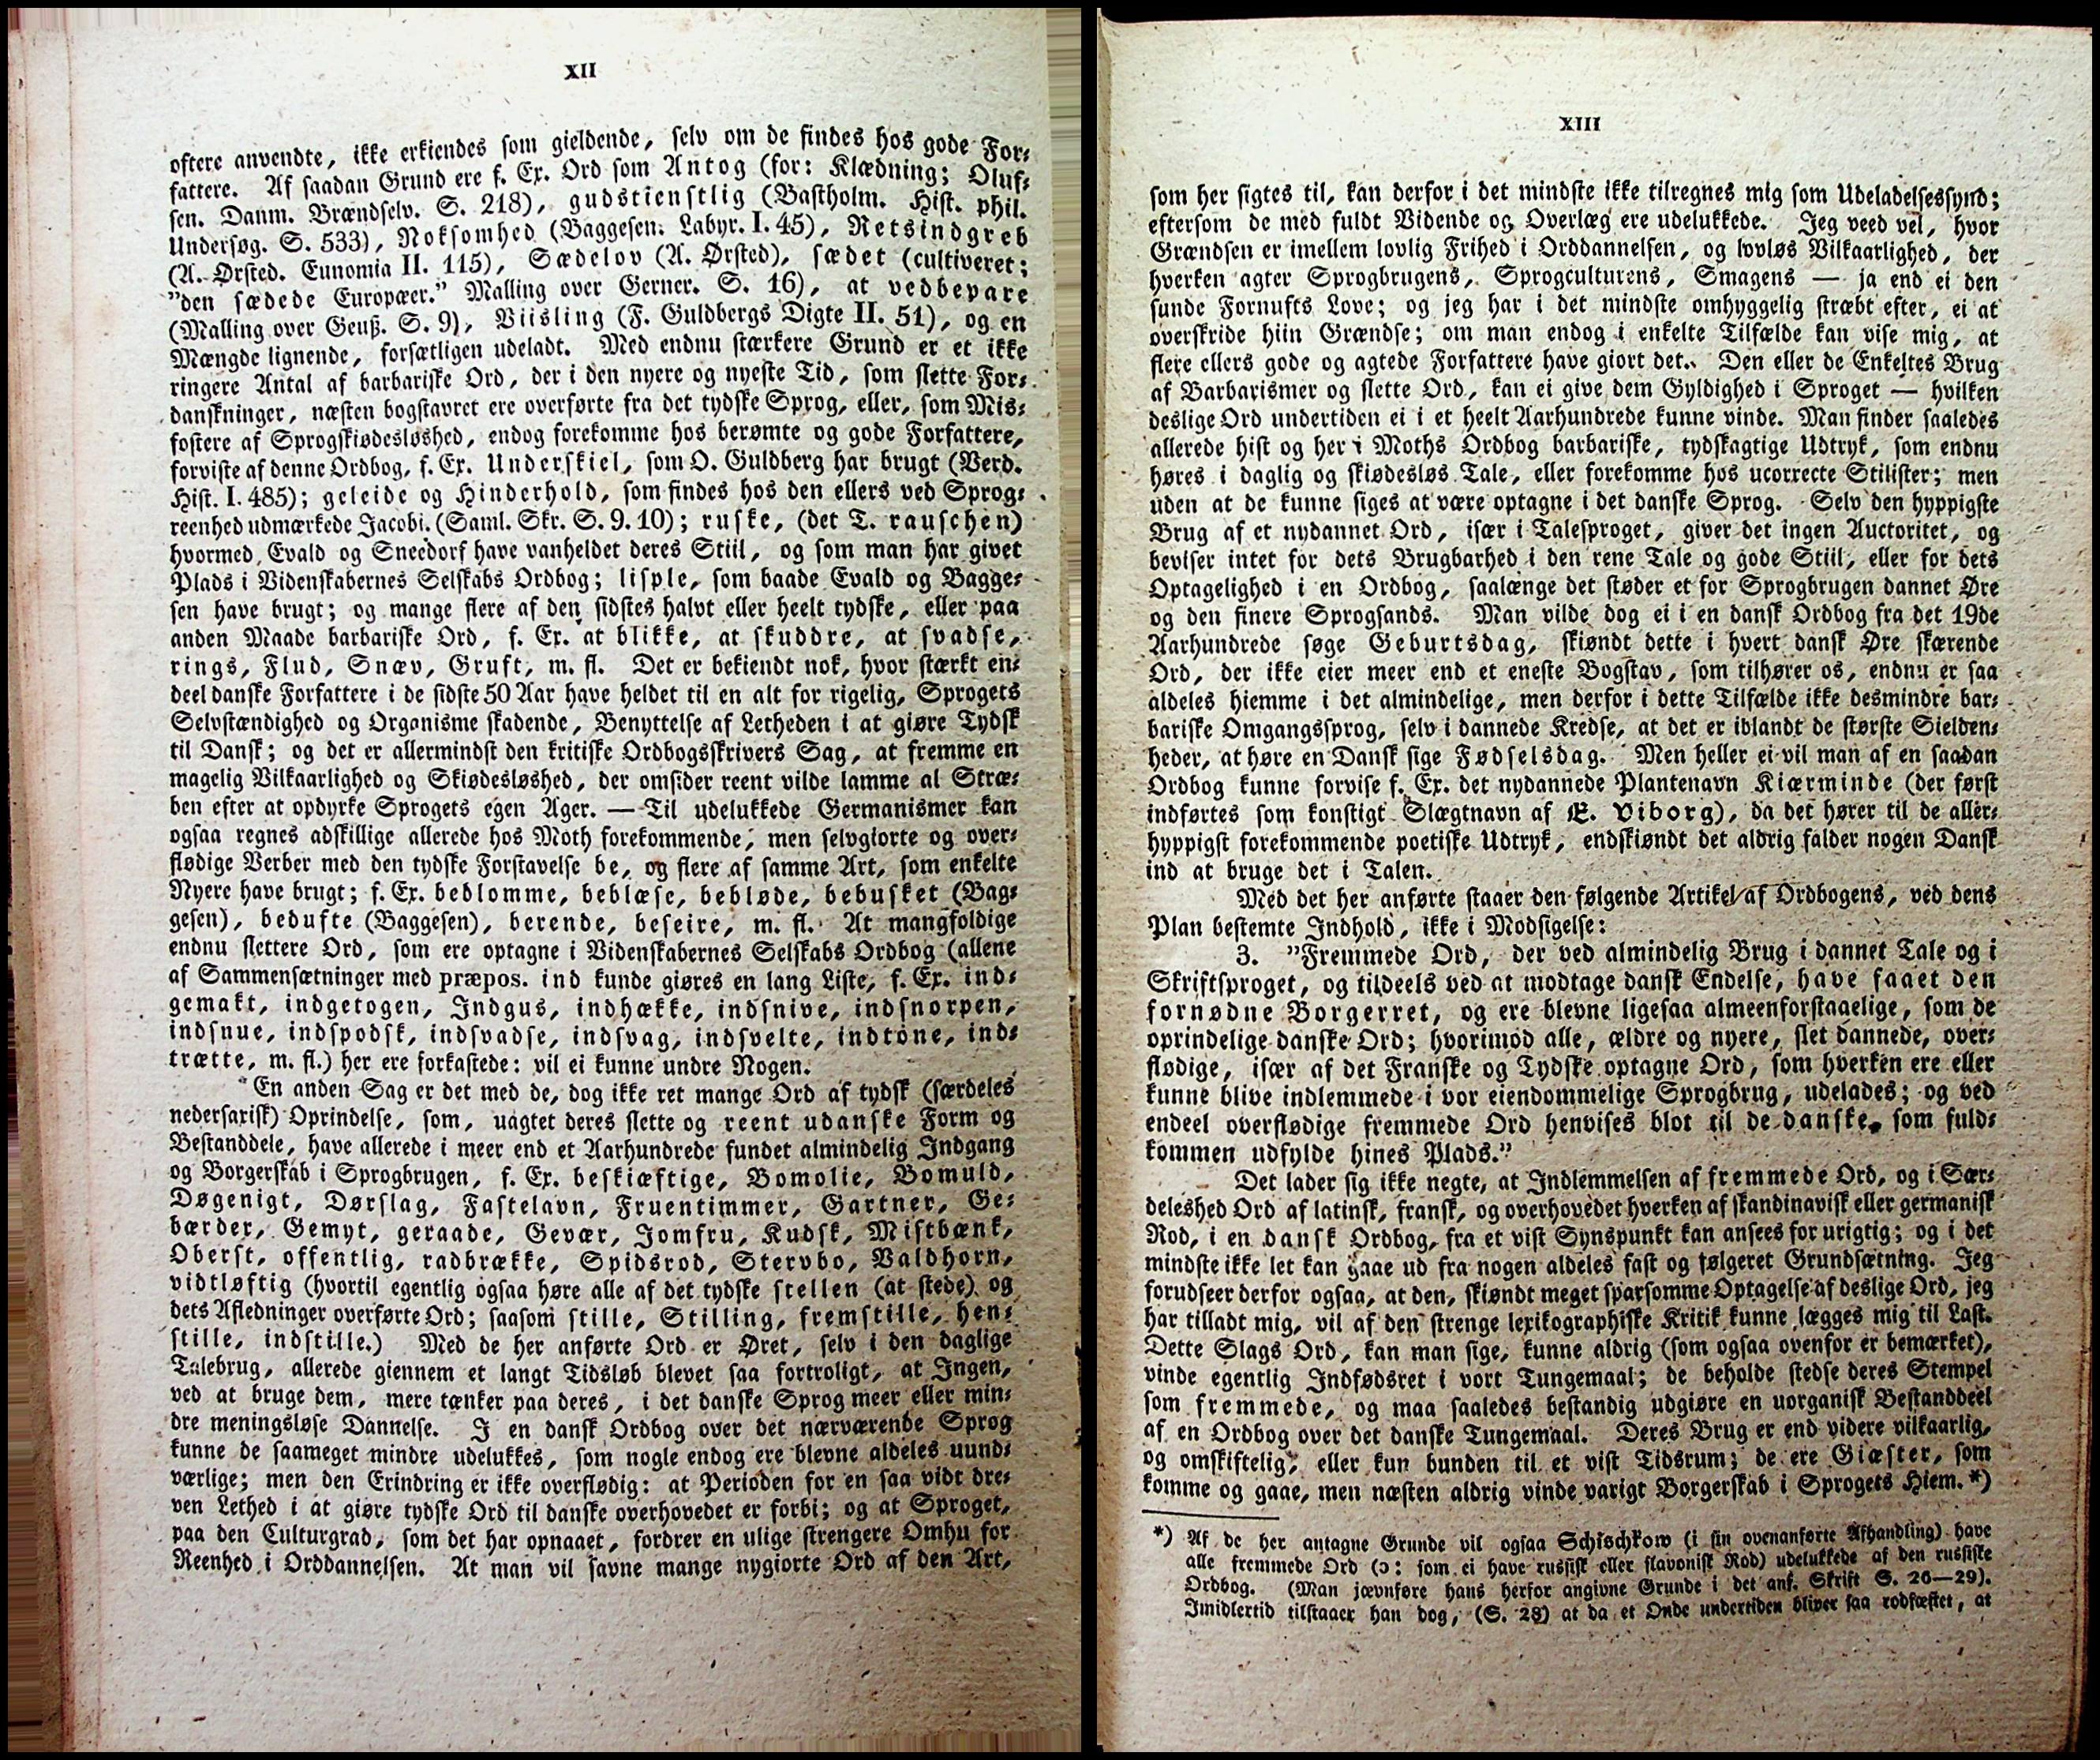 XII
oftere anvendte, ikke erkiendes som gieldende, selv om de findes hos gode For-
fattere. Af saadan Grund ere f. Ex. Ord som Antog (for: Klædning; Oluf-
sen. Danm. Brændselv. S. 218), gudstienstlig (Bastholm. Hist. phil.
Undersøg. S. 533), Noksomhed (Baggesen. Labyr. I. 45), Retsindgreb
(A. Ørsted. Eunomia II. 115), Sædelov (A. Ørsted), sædet (cultiveret;
"den sædede Europæer." Malling over Gerner. S. 16), at vedbevare
(Malling over Geuß. S. 9), Viisling (F. Guldbergs Digte II. 51), og en
Mængde lignende, forsætligen udeladt. Med endnu stærkere Grund er et ikke
ringere Antal af barbariske Ord, der i den nyere og nyeste Tid, som slette For-
danskninger, næsten bogstavret ere overførte fra det tydske Sprog, eller, som Mis-
fostere af Sprogskiødesløshed, endog forekomme hos berømte og gode Forfattere,
forviste af denne Ordbog, f. Ex. Underskiel, som O. Guldberg har brugt (Verd.
Hist. I. 485); geleide og Hinderhold, som findes hos den ellers ved Sprog-
reenhed udmærkede Jacobi. (Saml. Skr. S. 9. 10); ruske, (det T. rauschen)
hvormed Evald og Sneedorf have vanheldet deres Stiil, og som man har givet
Plads i Videnskabernes Selskabs Ordbog; lisple, som baade Evald og Bagge-
sen have brugt; og mange flere af den sidstes halvt eller heelt tydske, eller paa
anden Maade barbariske Ord, f. Ex. at blikke, at skuddre, at svadse,
rings, Flud, Snæv, Gruft, m. fl. Det er bekiendt nok, hvor stærkt en-
deel danske Forfattere i de sidste 50 Aar have heldet til en alt for rigelig, Sprogets
Selvstændighed og Organisme skadende, Benyttelse af Letheden i at giøre Tydsk
til Dansk; og det er allermindst den kritiske Ordbogsskrivers Sag, at fremme en
magelig Vilkaarlighed og Skiødesløshed, der omsider reent vilde lamme al Stræ-
ben efter at opdyrke Sprogets egen Ager. — Til udelukkede Germanismer kan
ogsaa regnes adskillige allerede hos Moth forekommende, men selvgiorte og over-
flødige Verber med den tydske Forstavelse be, og flere af samme Art, som enkelte
Nyere have brugt; f. Ex. beblomme, beblæse, bebløde, bebusket (Bag-
gesen), bedufte (Baggesen), berende, beseire, m. fl. At mangfoldige
endnu slettere Ord, som ere optagne i Videnskabernes Selskabs Ordbog (allene
af Sammensætninger med præpos. ind kunde giøres en lang Liste, f. Ex. ind-
gemakt, indgetogen, Indgus, indhække, indsnive, indsnorpen,
indsnue, indspodsk, indsvadse, indsvag, indsvelte, indtone, ind-
trætte, m. fl.) her ere forkastede: vil ei kunne undre Nogen.
En anden Sag er det med de, dog ikke ret mange Ord af tydsk (særdeles
nedersaxisk) Oprindelse, som, uagtet deres slette og reent udanske Form og
Bestanddele, have allerede i meer end et Aarhundrede fundet almindelig Indgang
og Borgerskab i Sprogbrugen, f. Ex. beskiæftige, Bomolie, Bomuld,
Døgenigt, Dørslag, Fastelavn, Fruentimmer, Gartner, Ge-
bærder, Gemyt, geraade, Gevær, Jomfru, Kudsk, Mistbænk,
Oberst, offentlig, radbrække, Spidsrod, Stervbo, Valdhorn,
vidtløftig (hvortil egentlig ogsaa høre alle af det tydske stellen (at stede) og
dets Afledninger overførte Ord; saasom stille, Stilling, fremstille, hen-
stille, indstille.) Med de her anførte Ord er Øret, selv i den daglige
Talebrug, allerede giennem et langt Tidsløb blevet saa fortroligt, at Ingen,
ved at bruge dem, mere tænker paa deres, i det danske Sprog meer eller min-
dre meningsløse Dannelse. I en dansk Ordbog over det nærværende Sprog
kunne de saameget mindre udelukkes, som nogle endog ere blevne aldeles uund-
værlige; men den Erindring er ikke overflødig: at Perioden for en saa vidt dre-
ven Lethed i at giøre tydske Ord til danske overhovedet er forbi; og at Sproget,
paa den Culturgrad, som det har opnaaet, fordrer en ulige strengere Omhu for
Reenhed i Orddannelsen. At man vil savne mange nygiorte Ord af den Art,
XIII
som her sigtes til, kan derfor i det mindste ikke tilregnes mig som Udeladelsessynd;
eftersom de med fuldt Vidende og Overlæg ere udelukkede. Jeg veed vel, hvor
Grændsen er imellem lovlig Frihed i Orddannelsen, og lovløs Vilkaarlighed, der
hverken agter Sprogbrugens, Sprogculturens, Smagens — ja end ei den
sunde Fornufts Love; og jeg har i det mindste omhyggelig stræbt efter, ei at
overskride hiin Grændse; om man endog i enkelte Tilfælde kan vise mig, at
flere ellers gode og agtede Forfattere have giort det. Den eller de Enkeltes Brug
af Barbarismer og slette Ord, kan ei give dem Gyldighed i Sproget — hvilken
deslige Ord undertiden ei i et heelt Aarhundrede kunne vinde. Man finder saaledes
allerede hist og her i Moths Ordbog barbariske, tydskagtige Udtryk, som endnu
høres i daglig og skiødesløs Tale, eller forekomme hos ucorrecte Stilister; men
uden at de kunne siges at være optagne i det danske Sprog. Selv den hyppigste
Brug af et nydannet Ord, især i Talesproget, giver det ingen Auctoritet, og
beviser intet for dets Brugbarhed i den rene Tale og gode Stiil, eller for dets
Optagelighed i en Ordbog, saalænge det støder et for Sprogbrugen dannet Øre
og den finere Sprogsands. Man vilde dog ei i en dansk Ordbog fra det 19de
Aarhundrede søge Geburtsdag, skiøndt dette i hvert dansk Øre skærende
Ord, der ikke eier meer end et eneste Bogstav, som tilhører os, endnu er saa
aldeles hiemme i det almindelige, men derfor i dette Tilfælde ikke desmindre bar-
bariske Omgangssprog, selv i dannede Kredse, at det er iblandt de største Sielden-
heder, at høre en Dansk sige Fødselsdag. Men heller ei vil man af en saadan
Ordbog kunne forvise f. Ex. det nydannede Plantenavn Kiærminde (der først
indførtes som konstigt Slægtnavn af E. Viborg), da det hører til de aller-
hyppigst forekommende poetiske Udtryk, endskiøndt det aldrig falder nogen Dansk
ind at bruge det i Talen.
Med det her anførte staaer den følgende Artikel af Ordbogens, ved dens
Plan bestemte Indhold, ikke i Modsigelse:
3. "Fremmede Ord, der ved almindelig Brug i dannet Tale og i
Skriftsproget, og tildeels ved at modtage dansk Endelse, have faaet den
fornødne Borgerret, og ere blevne ligesaa almeenforstaaelige, som de
oprindelige danske Ord; hvorimod alle, ældre og nyere, slet dannede, over-
flødige, især af det Franske og Tydske optagne Ord, som hverken ere eller
kunne blive indlemmede i vor eiendommelige Sprogbrug, udelades; og ved
endeel overflødige fremmede Ord henvises blot til de danske, som fuld-
kommen udfylde hines Plads."
Det lader sig ikke negte, at Indlemmelsen af fremmede Ord, og i Sær-
deleshed Ord af latinsk, fransk, og overhovedet hverken af skandinavisk eller germanisk
Rod, i en dansk Ordbog, fra et vist Synspunkt kan ansees for urigtig; og i det
mindste ikke let kan gaae ud fra nogen aldeles fast og følgeret Grundsætning. Jeg
forudseer derfor ogsaa, at den, skiøndt meget sparsomme Optagelse af deslige Ord, jeg
har tilladt mig, vil af den strenge lexikographiske Kritik kunne lægges mig til Last.
Dette Slags Ord, kan man sige, kunne aldrig (som ogsaa ovenfor er bemærket),
vinde egentlig Indfødsret i vort Tungemaal; de beholde stedse deres Stempel
som fremmede, og maa saaledes bestandig udgiøre en uorganisk Bestanddeel
af en Ordbog over det danske Tungemaal. Deres Brug er end videre vilkaarlig,
og omskiftelig, eller kun bunden til et vist Tidsrum; de ere Giæster, som
komme og gaae, men næsten aldrig vinde varigt Borgerskab i Sprogets Hiem. *)
*) Af de her antagne Grunde vil ogsaa Schischkow (i sin ovenanførte Afhandling) have
alle fremmede Ord (ɔ: som ei have russisk eller slavonisk Rod) udelukkede af den russiske
Ordbog. (Man jævnføre hans herfor angivne Grunde i det anf. Skrift S. 26—29).
Imidlertid tilstaaer han dog, (S. 28) at da et Onde undertiden bliver saa rodfæstet, at